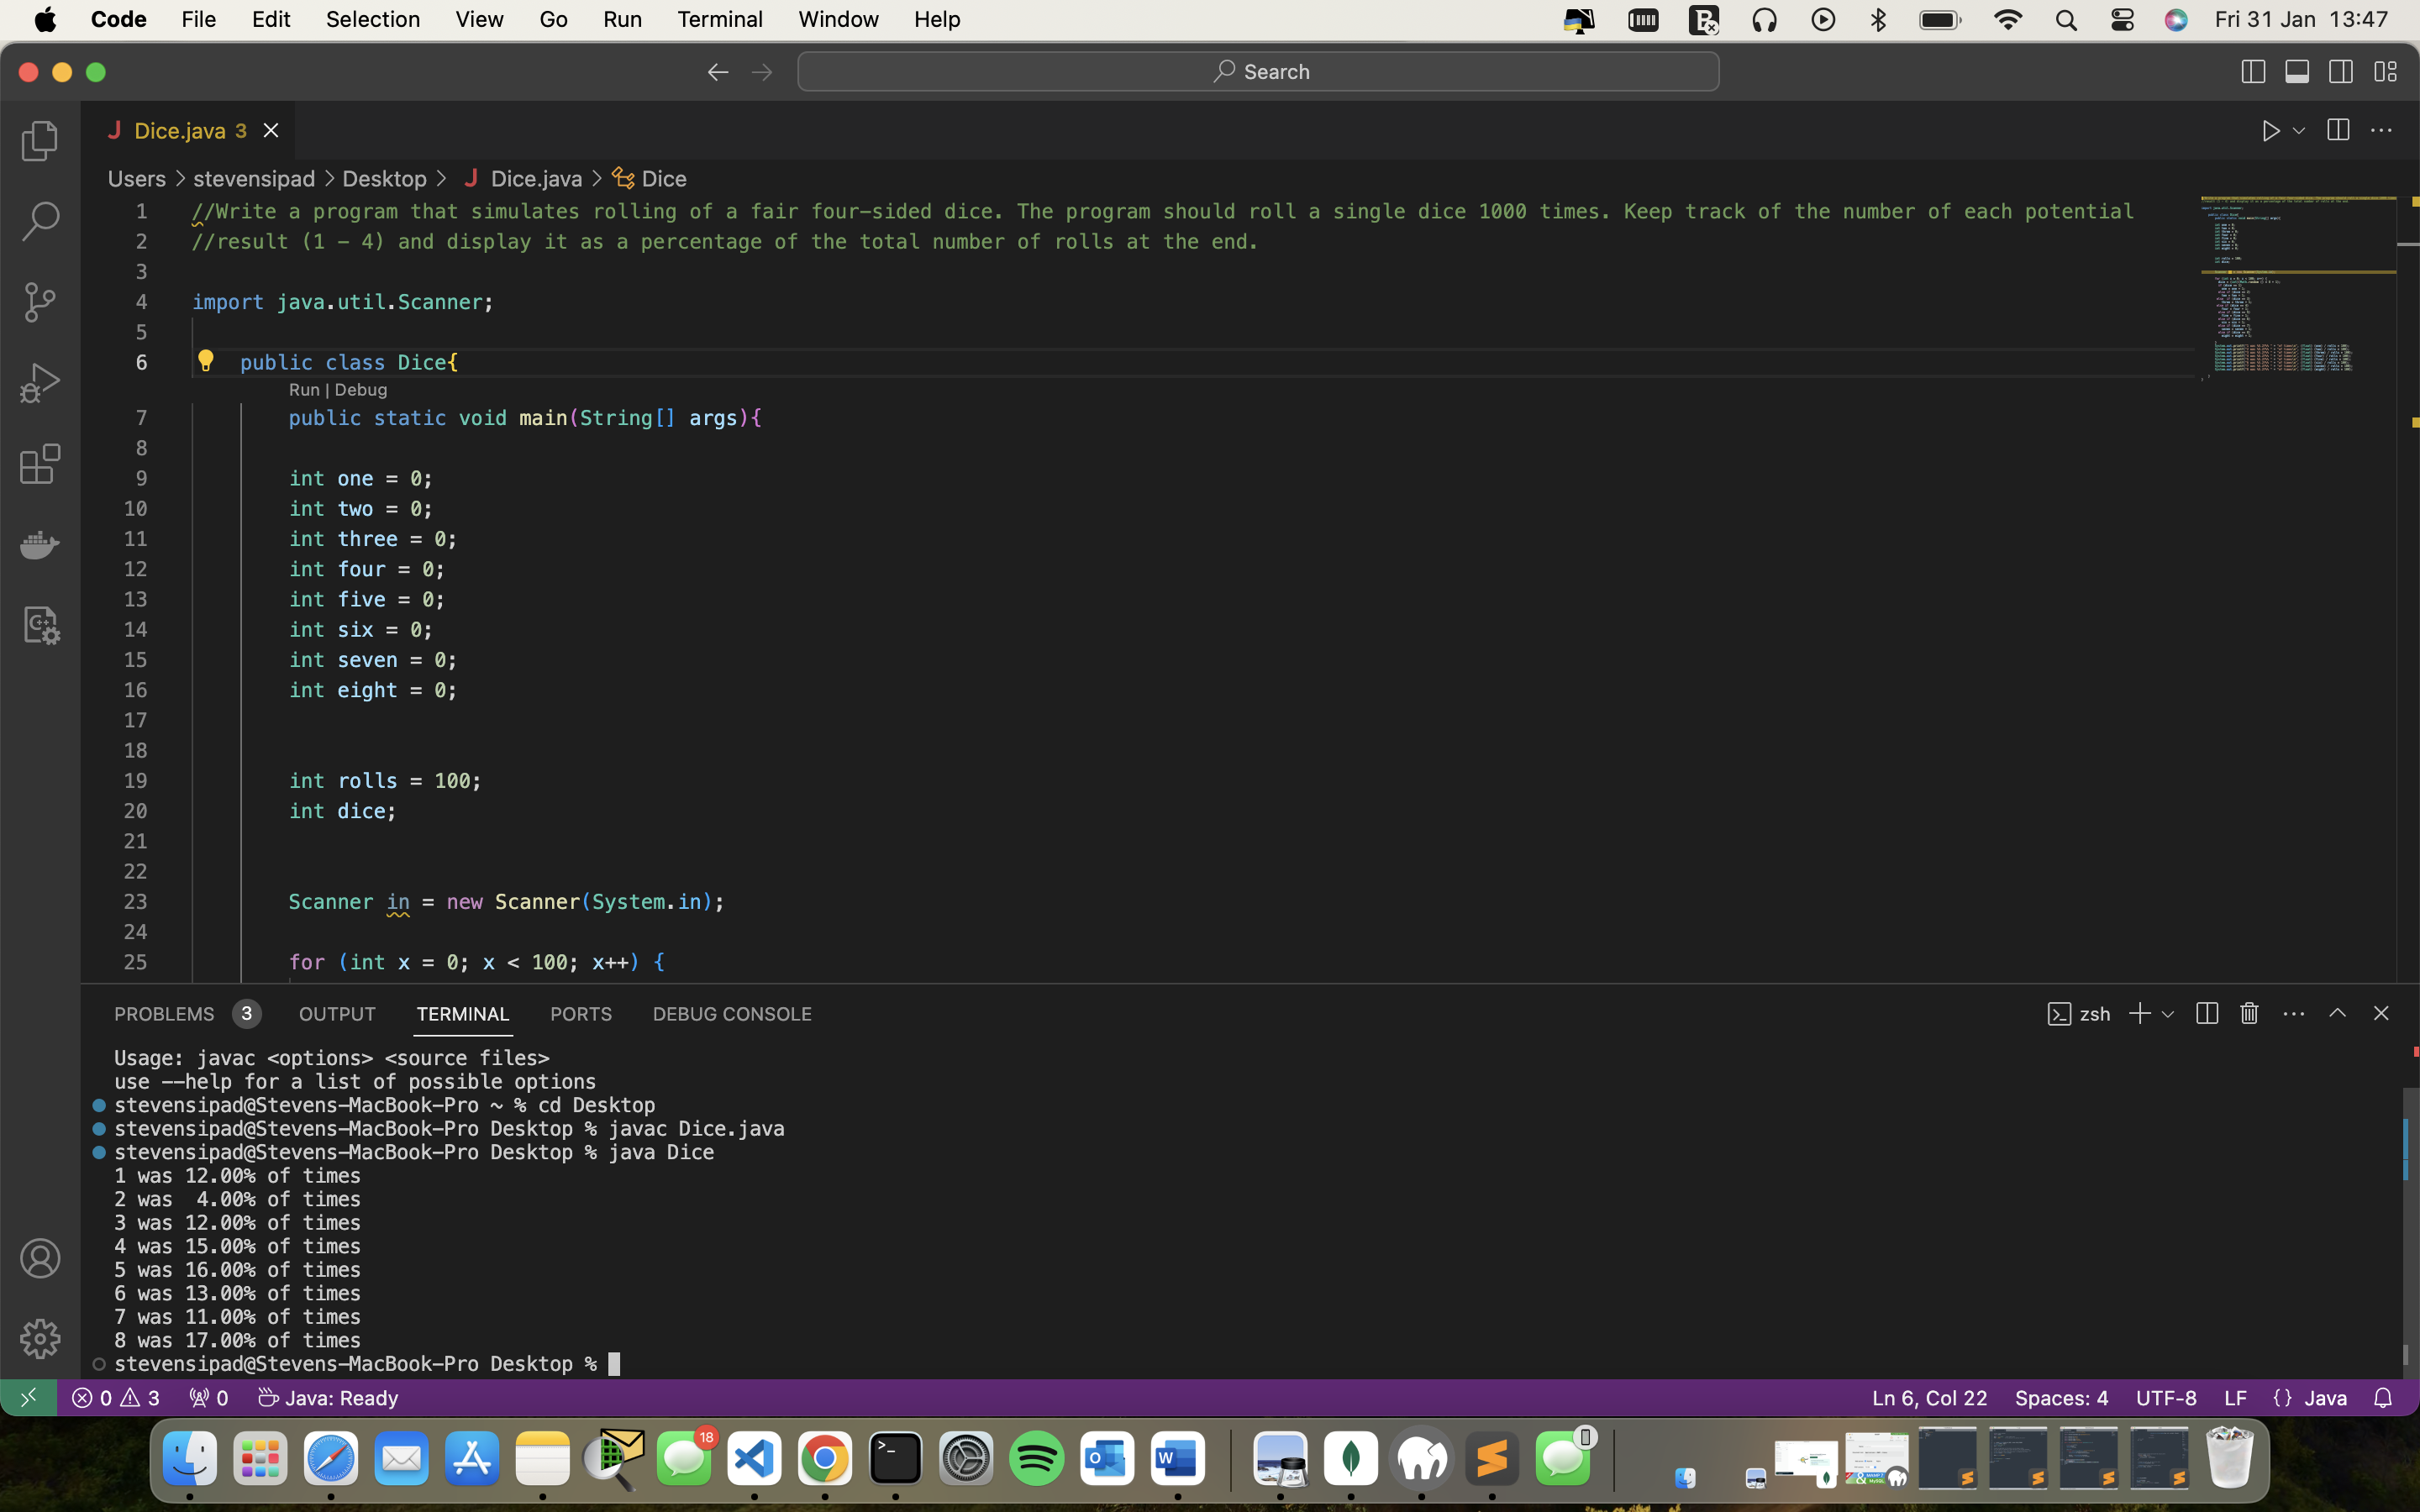 Code File Edit Selection View Go Run Terminal Window Help Fri 31 Jan 13:47
Search
J Dice.java 3
Users > stevensipad > Desktop > J Dice.java > Dice
1 //Write a program that simulates rolling of a fair four-sided dice. The program should roll a single dice 1000 times. Keep track of the number of each potential
2 //result (1 - 4) and display it as a percentage of the total number of rolls at the end.
3
4 import java.util.Scanner;
5
6 public class Dice{
Run | Debug
7 public static void main(String[] args){
8
9 int one = 0;
10 int two = 0;
11 int three = 0;
12 int four = 0;
13 int five = 0;
14 int six = 0;
15 int seven = 0;
16 int eight = 0;
17
18
19 int rolls = 100;
20 int dice;
21
22
23 Scanner in = new Scanner(System.in);
24
25 for (int x = 0; x < 100; x++) {
PROBLEMS 3 OUTPUT TERMINAL PORTS DEBUG CONSOLE zsh
Usage: javac <options> <source files>
use --help for a list of possible options
stevensipad@Stevens-MacBook-Pro ~ % cd Desktop
stevensipad@Stevens-MacBook-Pro Desktop % javac Dice.java
stevensipad@Stevens-MacBook-Pro Desktop % java Dice
1 was 12.00% of times
2 was  4.00% of times
3 was 12.00% of times
4 was 15.00% of times
5 was 16.00% of times
6 was 13.00% of times
7 was 11.00% of times
8 was 17.00% of times
stevensipad@Stevens-MacBook-Pro Desktop %
0 3 0 Java: Ready Ln 6, Col 22 Spaces: 4 UTF-8 LF {} Java
18